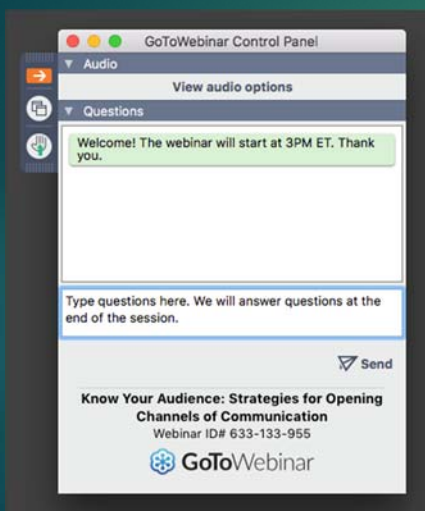 GoToWebinar Control Panel
Audio
View audio options
Questions
Welcome! The webinar will start at 3PM ET. Thank
you.
Type questions here. We will answer questions at the
end of the session.
Send
Know Your Audience: Strategies for Opening
Channels of Communication
Webinar ID# 633-133-955
GoToWebinar